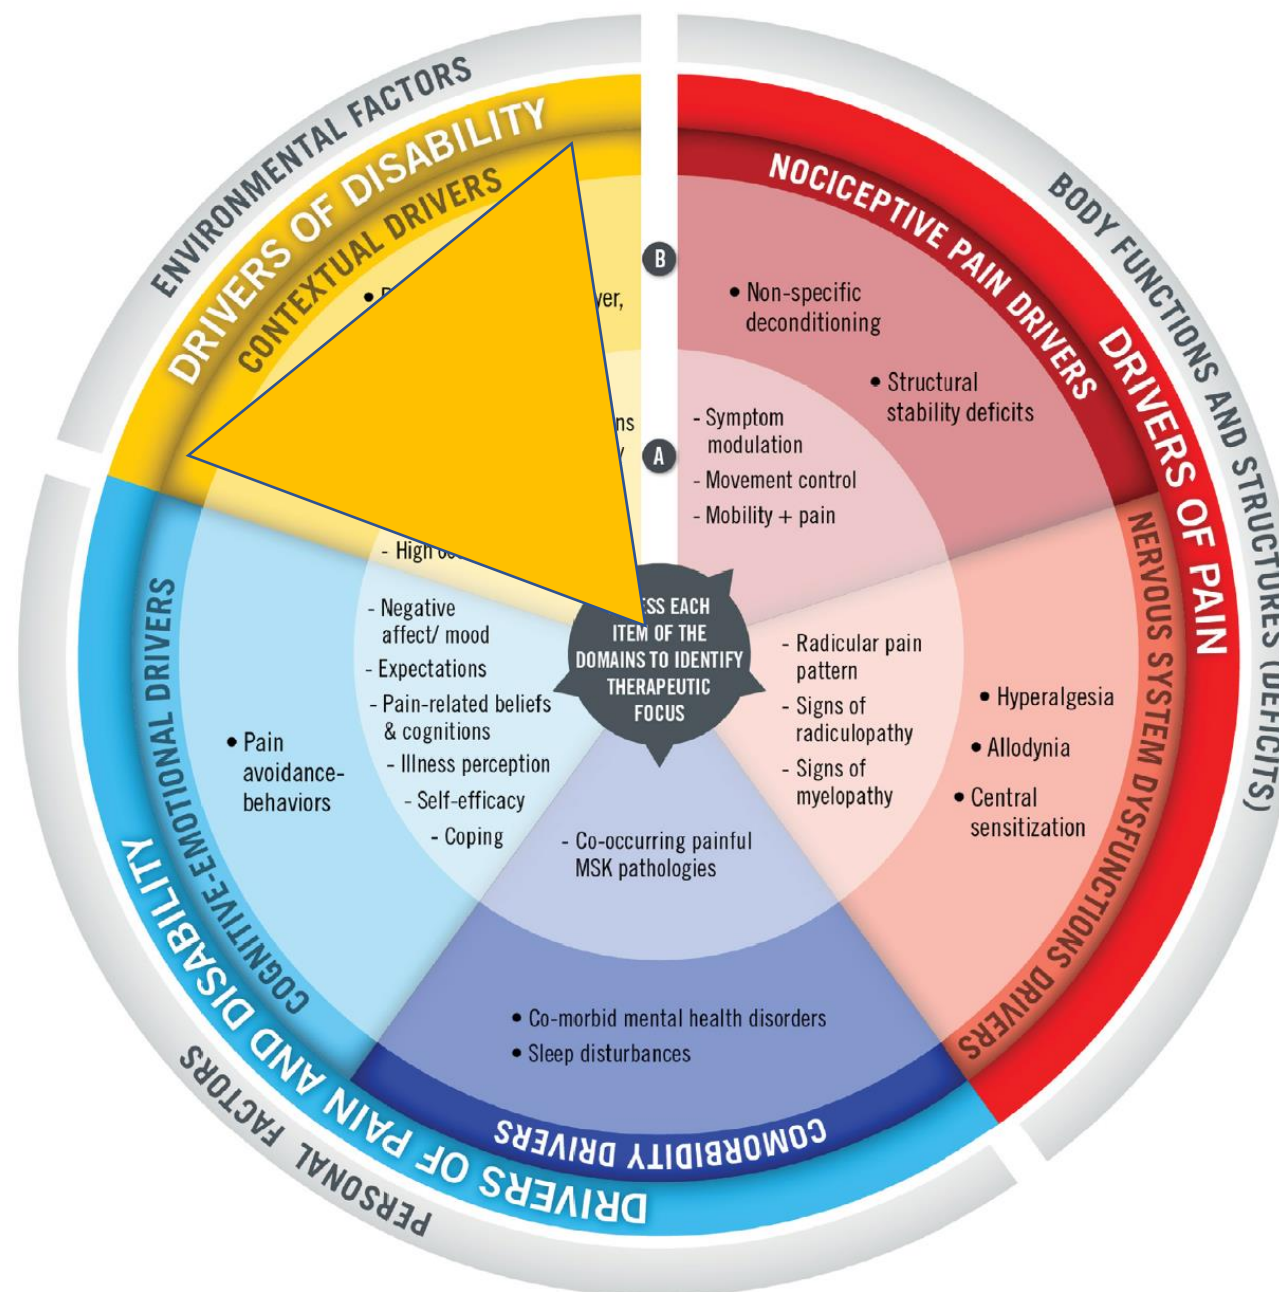 ENVIRONMENTAL FACTORS
DRIVERS OF DISABILITY
CONTEXTUAL DRIVERS
•
- High
BODY FUNCTIONS AND STRUCTURES (DEFICITS)
DRIVERS OF PAIN
NOCICEPTIVE PAIN DRIVERS
B
• Non-specific
deconditioning
• Structural
stability deficits
A
- Symptom
modulation
- Movement control
- Mobility + pain
NERVOUS SYSTEM DYSFUNCTIONS DRIVERS
- Radicular pain
pattern
- Signs of
radiculopathy
- Signs of
myelopathy
• Hyperalgesia
• Allodynia
• Central
sensitization
EACH
ITEM OF THE
DOMAINS TO IDENTIFY
THERAPEUTIC
FOCUS
PERSONAL FACTORS
DRIVERS OF PAIN AND DISABILITY
COGNITIVE-EMOTIONAL DRIVERS
- Negative
affect/ mood
- Expectations
- Pain-related beliefs
& cognitions
- Illness perception
- Self-efficacy
- Coping
• Pain
avoidance-
behaviors
- Co-occurring painful
MSK pathologies
• Co-morbid mental health disorders
• Sleep disturbances
COMORBIDITY DRIVERS